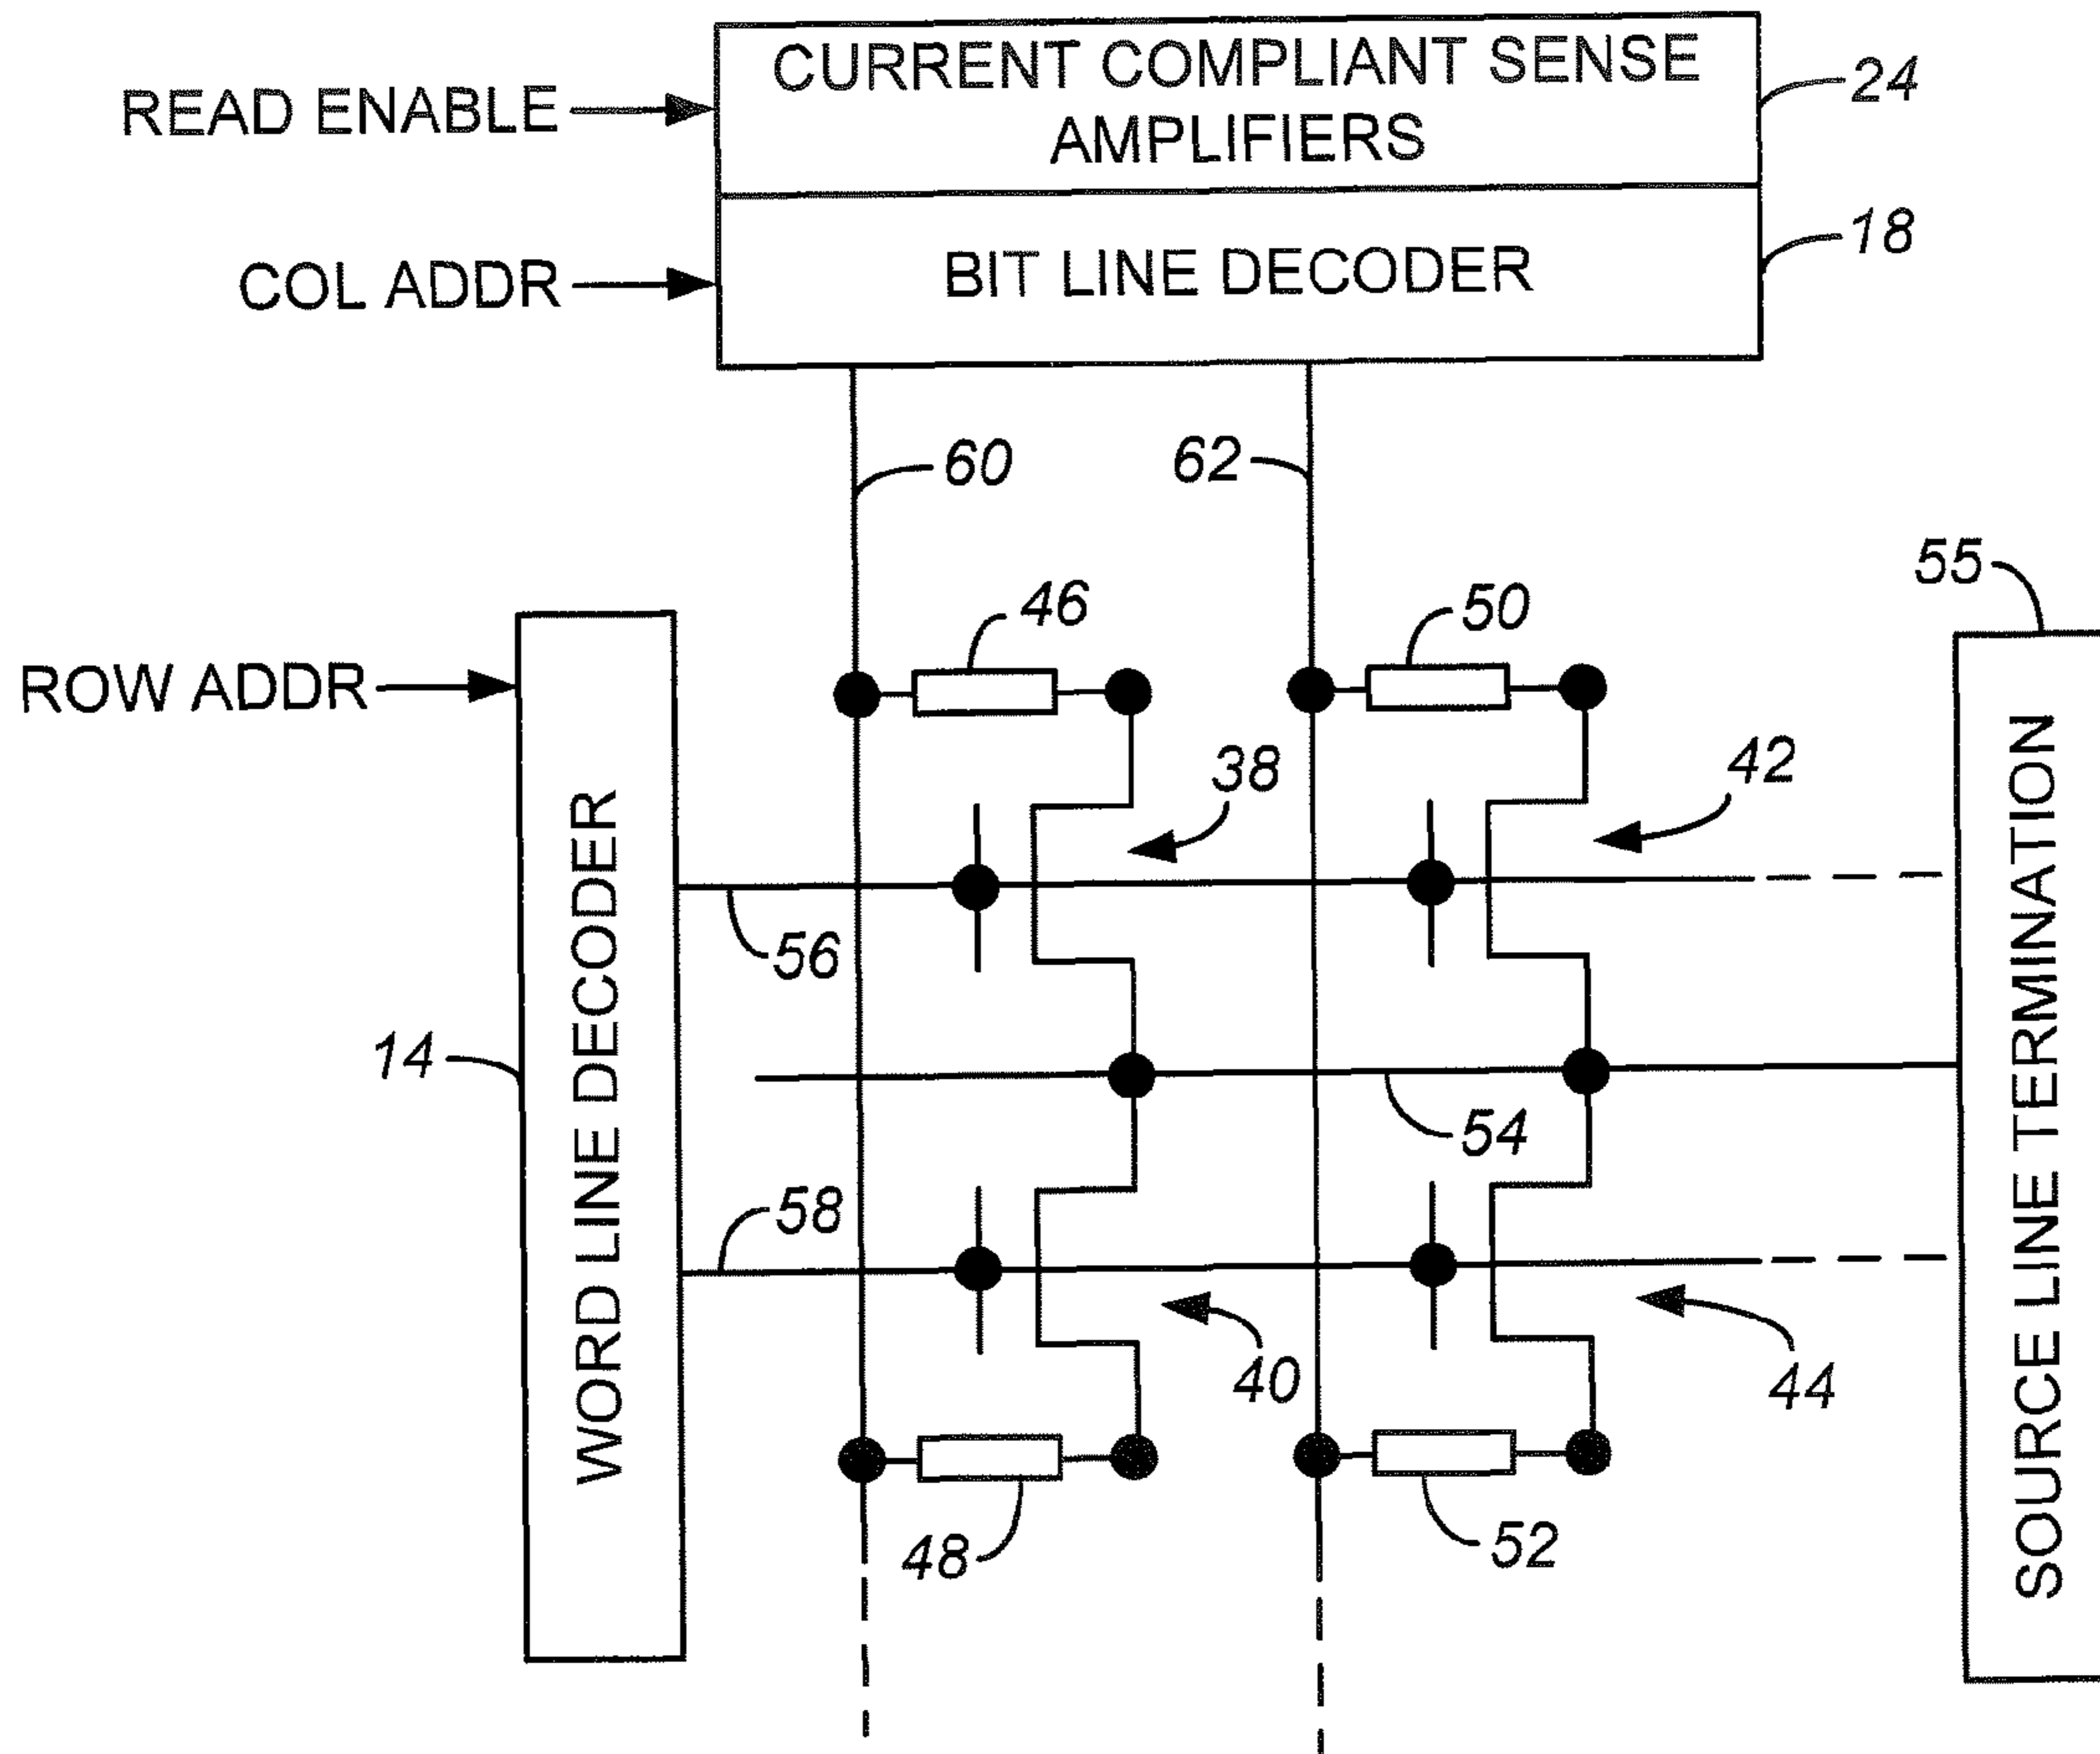 CURRENT COMPLIANT SENSE
AMPLIFIERS
24
READ ENABLE
BIT LINE DECODER
18
COL ADDR
60
62
55
46
50
ROW ADDR
38
42
WORD LINE DECODER
SOURCE LINE TERMINATION
56
14
54
58
40
44
48
52